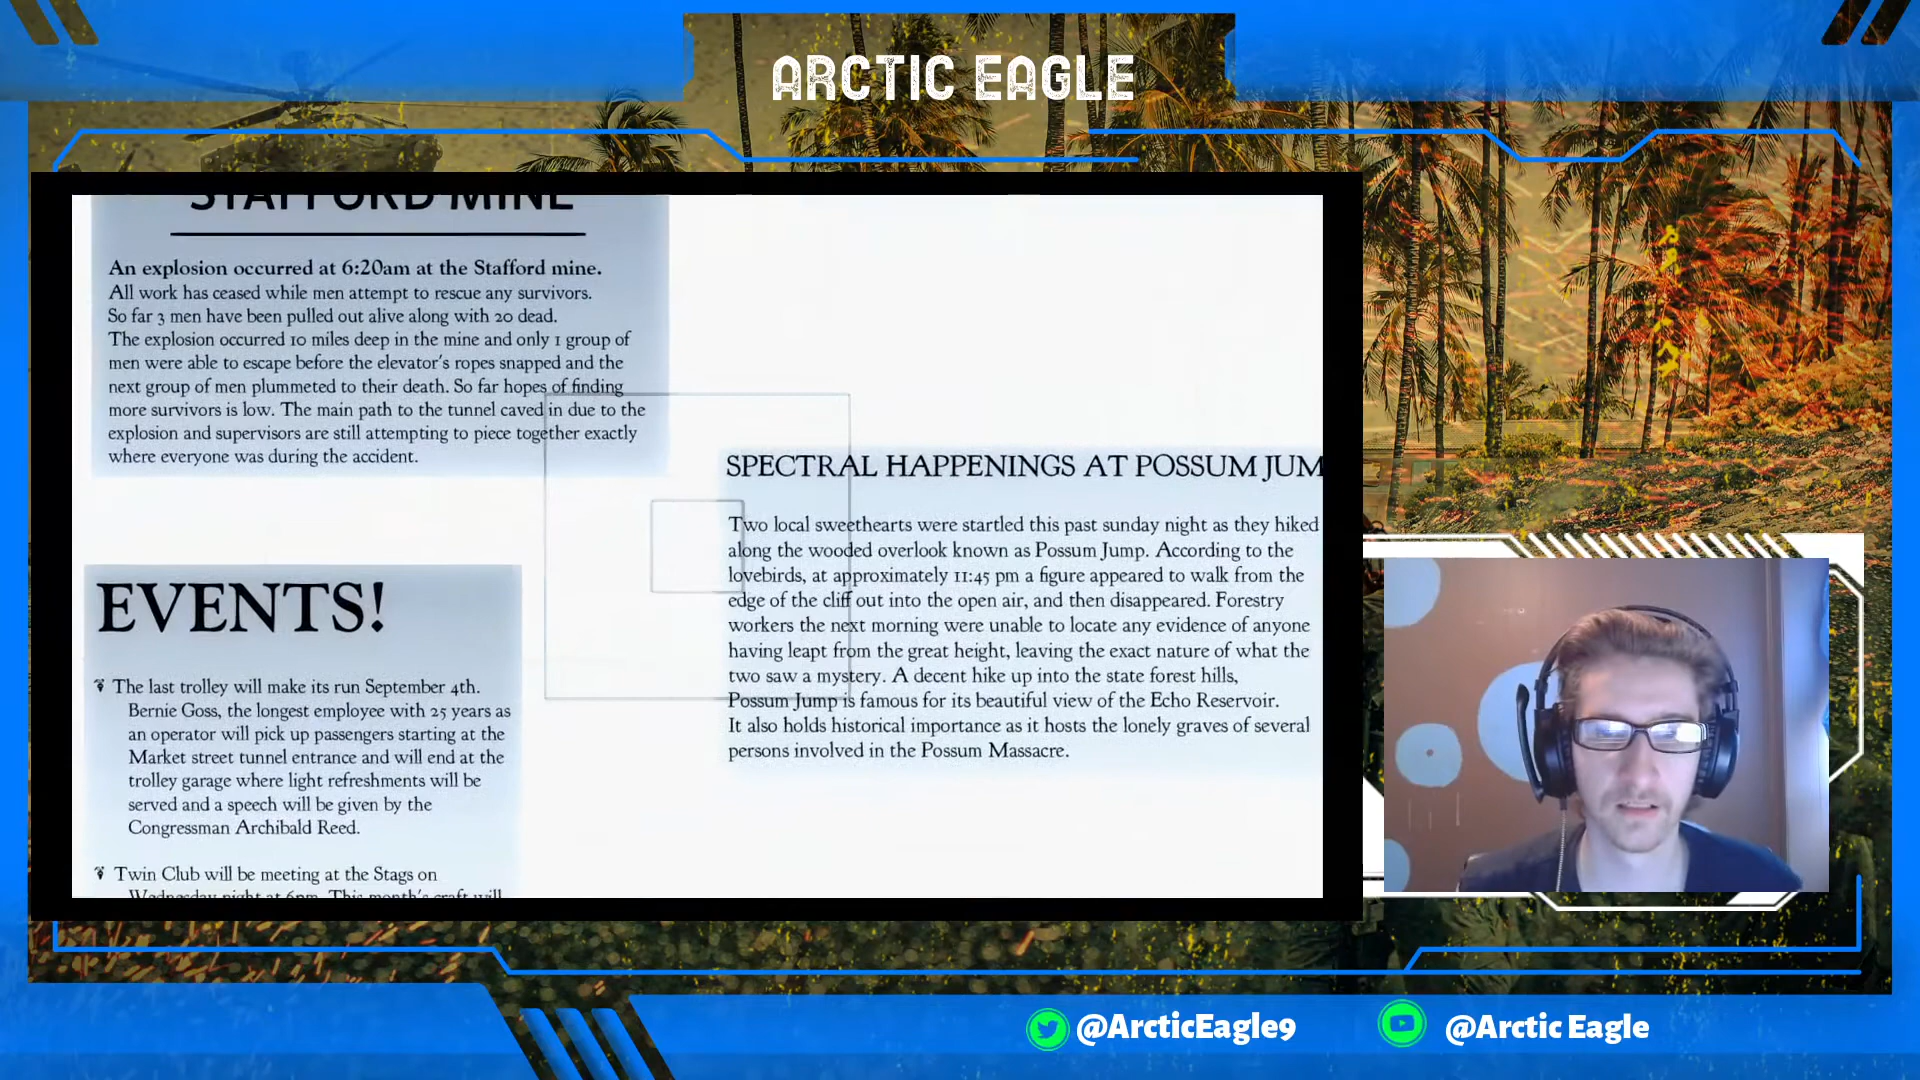 ARCTIC EAGLE
STAFFORD MINE
An explosion occurred at 6:20am at the Stafford mine.
All work has ceased while men attempt to rescue any survivors.
So far 3 men have been pulled out alive along with 20 dead.
The explosion occurred 10 miles deep in the mine and only 1 group of
men were able to escape before the elevator's ropes snapped and the
next group of men plummeted to their death. So far hopes of finding
more survivors is low. The main path to the tunnel caved in due to the
explosion and supervisors are still attempting to piece together exactly
where everyone was during the accident.
EVENTS!
The last trolley will make its run September 4th.
Bernie Goss, the longest employee with 25 years as
an operator will pick up passengers starting at the
Market street tunnel entrance and will end at the
trolley garage where light refreshments will be
served and a speech will be given by the
Congressman Archibald Reed.
Twin Club will be meeting at the Stags on
Wednesday night at 6pm. This month's craft will
SPECTRAL HAPPENINGS AT POSSUM JUM
Two local sweethearts were startled this past sunday night as they hiked
along the wooded overlook known as Possum Jump. According to the
lovebirds, at approximately 11:45 pm a figure appeared to walk from the
edge of the cliff out into the open air, and then disappeared. Forestry
workers the next morning were unable to locate any evidence of anyone
having leapt from the great height, leaving the exact nature of what the
two saw a mystery. A decent hike up into the state forest hills,
Possum Jump is famous for its beautiful view of the Echo Reservoir.
It also holds historical importance as it hosts the lonely graves of several
persons involved in the Possum Massacre.
@ArcticEagle9
@Arctic Eagle